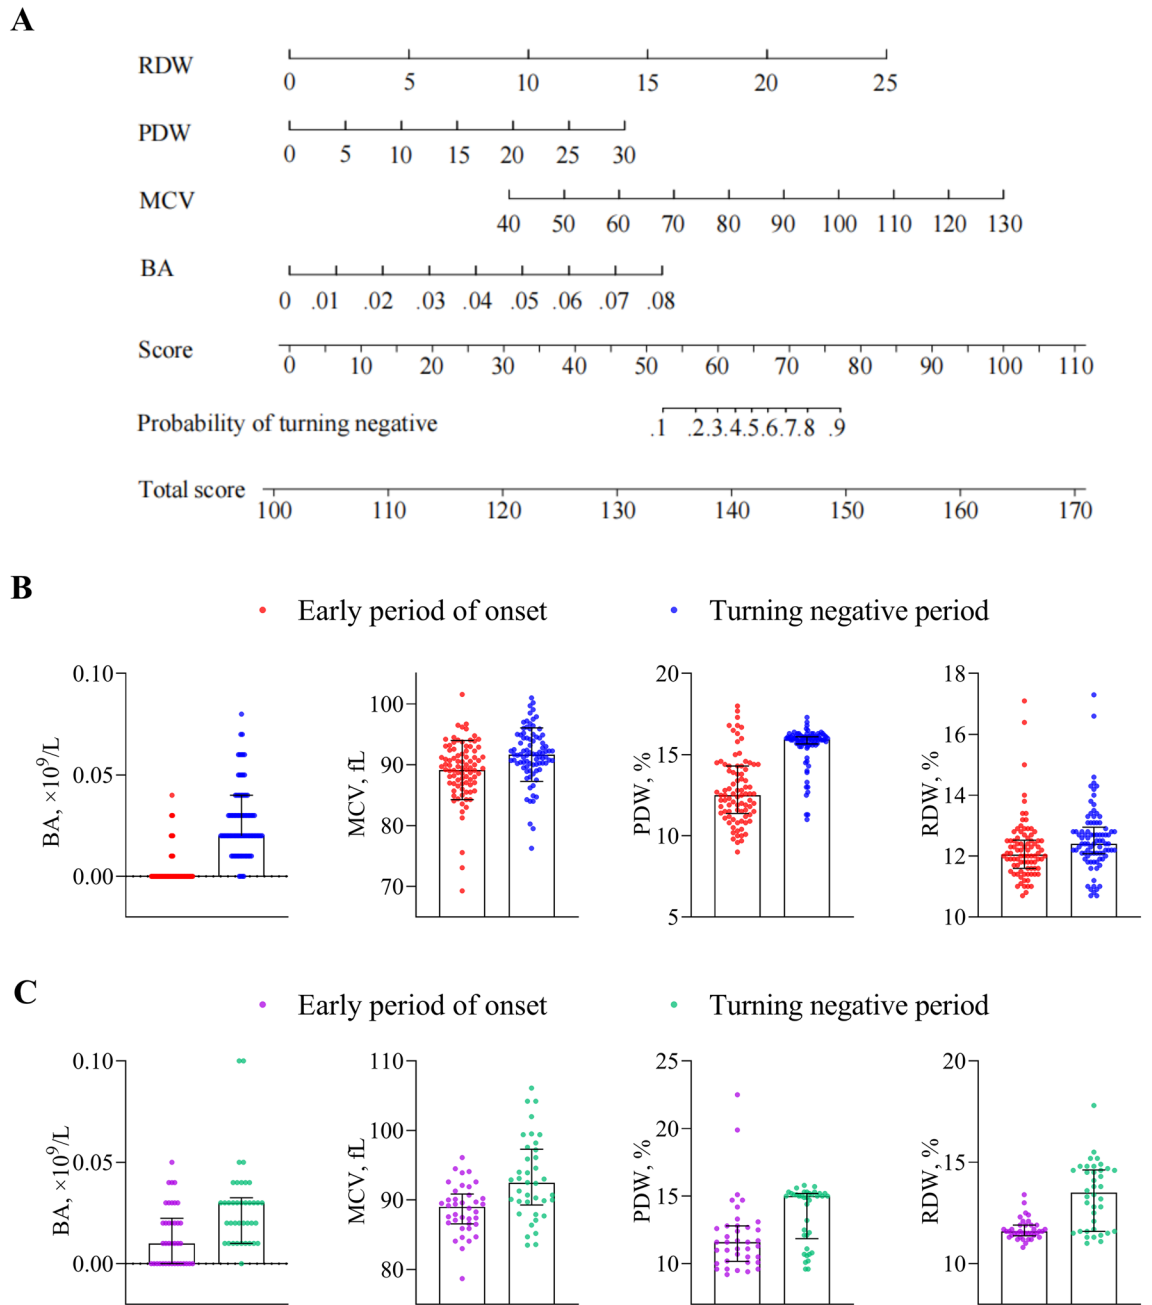 A
RDW
0 5 10 15 20 25
PDW
0 5 10 15 20 25 30
MCV
40 50 60 70 80 90 100 110 120 130
BA
0 .01 .02 .03 .04 .05 .06 .07 .08
Score
0 10 20 30 40 50 60 70 80 90 100 110
Probability of turning negative
.1 .2 .3 .4 .5 .6 .7 .8 .9
Total score
100 110 120 130 140 150 160 170
B
Early period of onset Turning negative period
BA, ×10⁹/L
0.10
0.05
0.00
MCV, fL
100
90
80
70
PDW, %
20
15
10
5
RDW, %
18
16
14
12
10
C
Early period of onset Turning negative period
BA, ×10⁹/L
0.10
0.05
0.00
MCV, fL
110
100
90
80
PDW, %
25
20
15
10
RDW, %
20
15
10